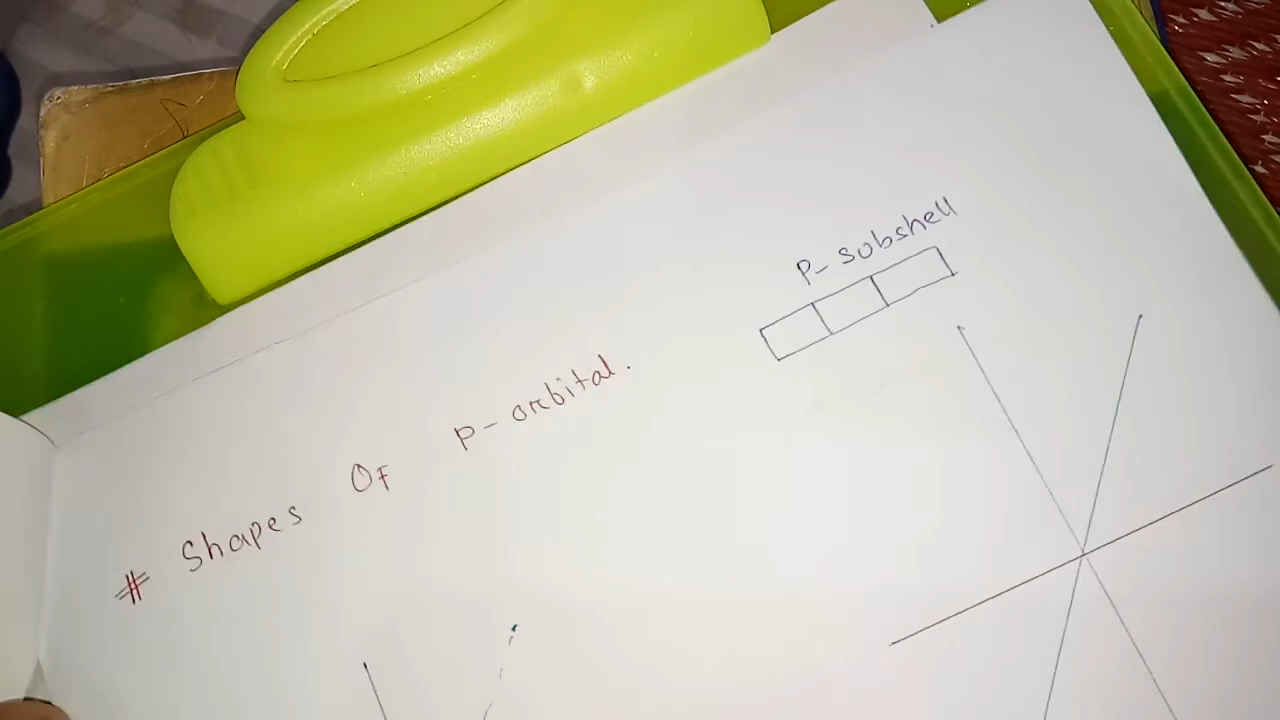 P- subshell
# Shapes Of P- orbital.